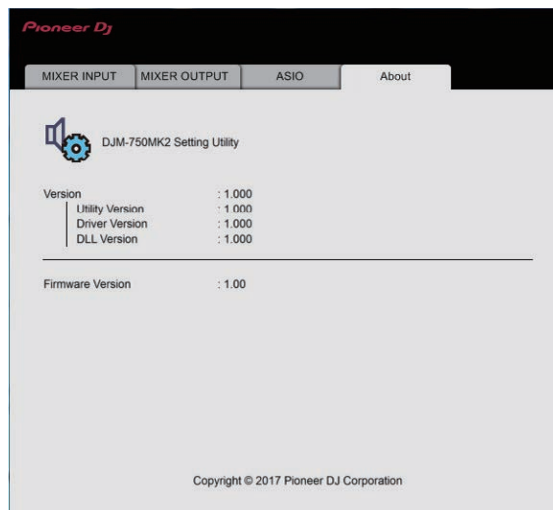 Pioneer Dj
MIXER INPUT MIXER OUTPUT ASIO About
DJM-750MK2 Setting Utility
Version : 1.000
Utility Version : 1.000
Driver Version : 1.000
DLL Version : 1.000
Firmware Version : 1.00
Copyright © 2017 Pioneer DJ Corporation